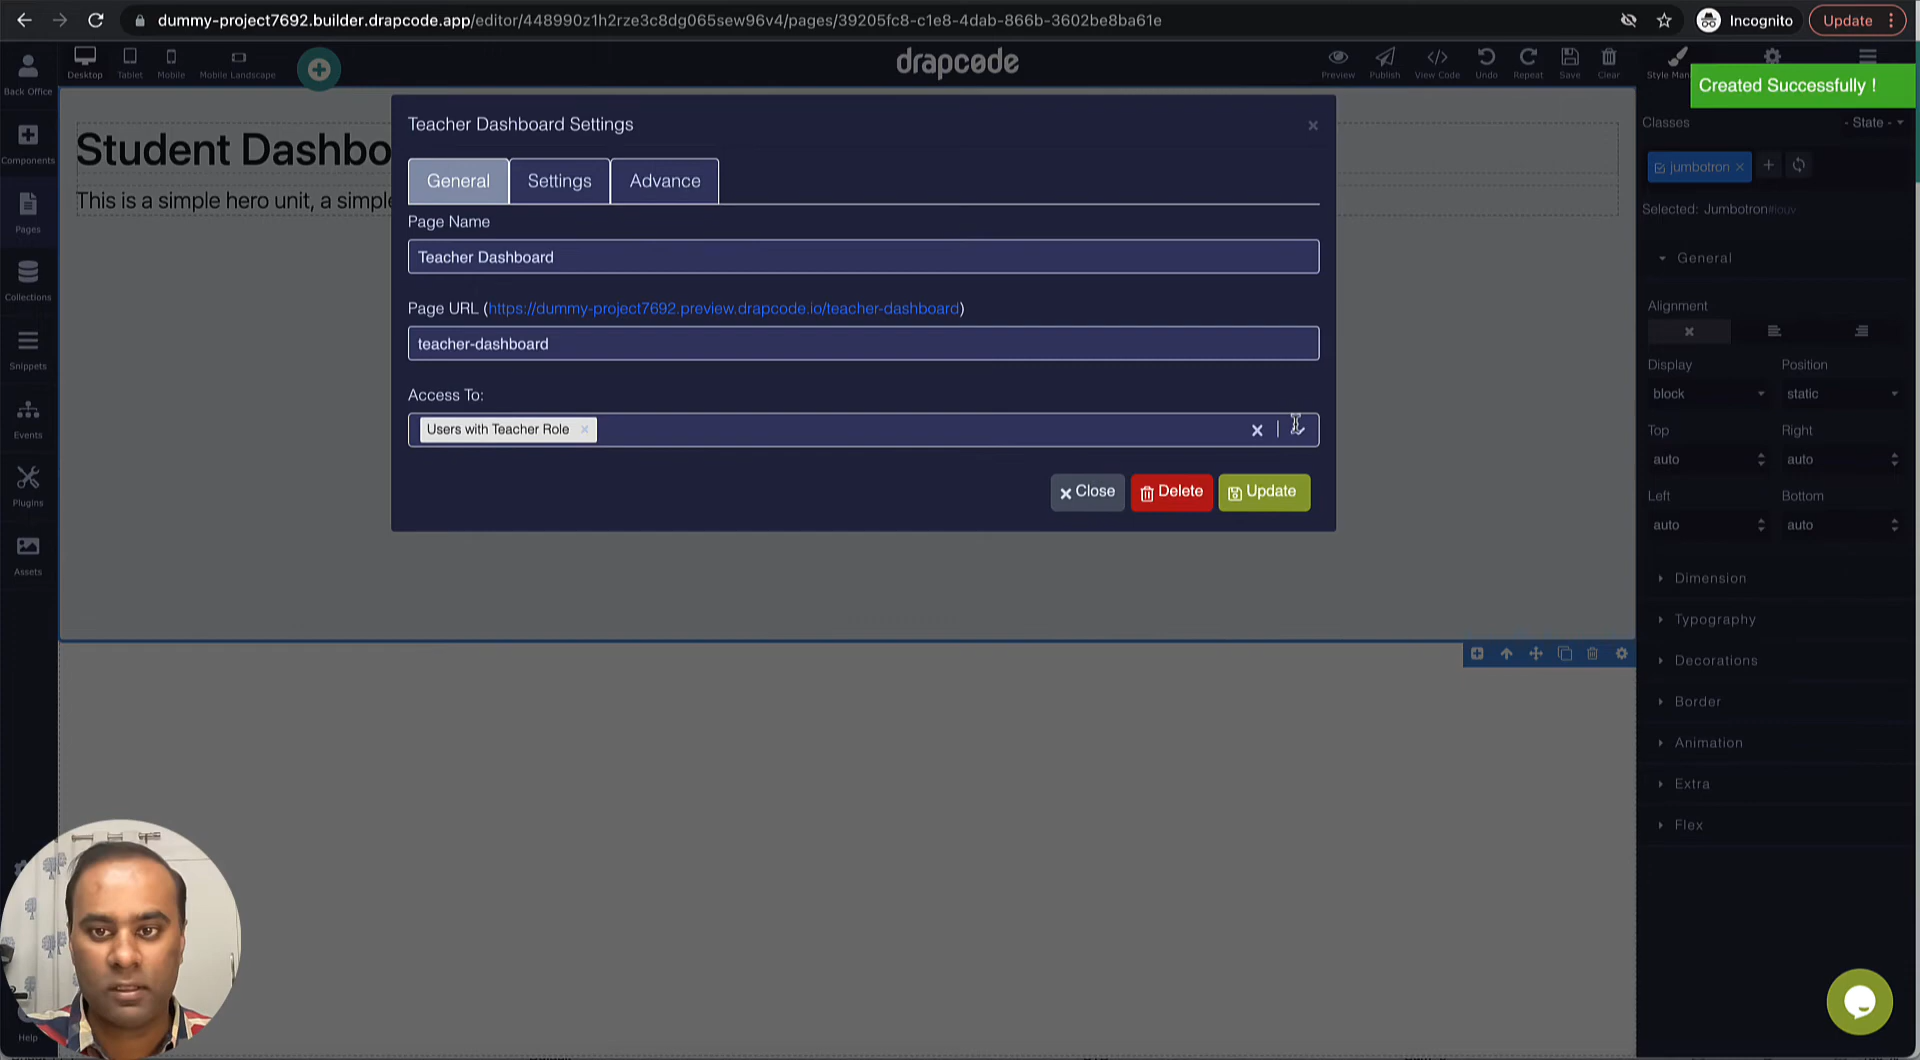 dummy-project7692.builder.drapcode.app/editor/448990z1h2rze3c8dg065sew96v4/pages/39205fc8-c1e8-4dab-866b-3602be8ba61e
Incognito
Update
Back Office
Desktop
Tablet
Mobile
Mobile Landscape
drapcode
Preview
Publish
View Code
Undo
Repeat
Save
Clear
Style Man
Created Successfully !
Components
Pages
Collections
Snippets
Events
Plugins
Assets
Help
Student Dashbo
This is a simple hero unit, a simple
Teacher Dashboard Settings
General
Settings
Advance
Page Name
Teacher Dashboard
Page URL (https://dummy-project7692.preview.drapcode.io/teacher-dashboard)
teacher-dashboard
Access To:
Users with Teacher Role
Close
Delete
Update
Classes
- State -
jumbotron
Selected: Jumbotron#iouv
General
Alignment
Display
Position
block
static
Top
Right
auto
auto
Left
Bottom
auto
auto
Dimension
Typography
Decorations
Border
Animation
Extra
Flex